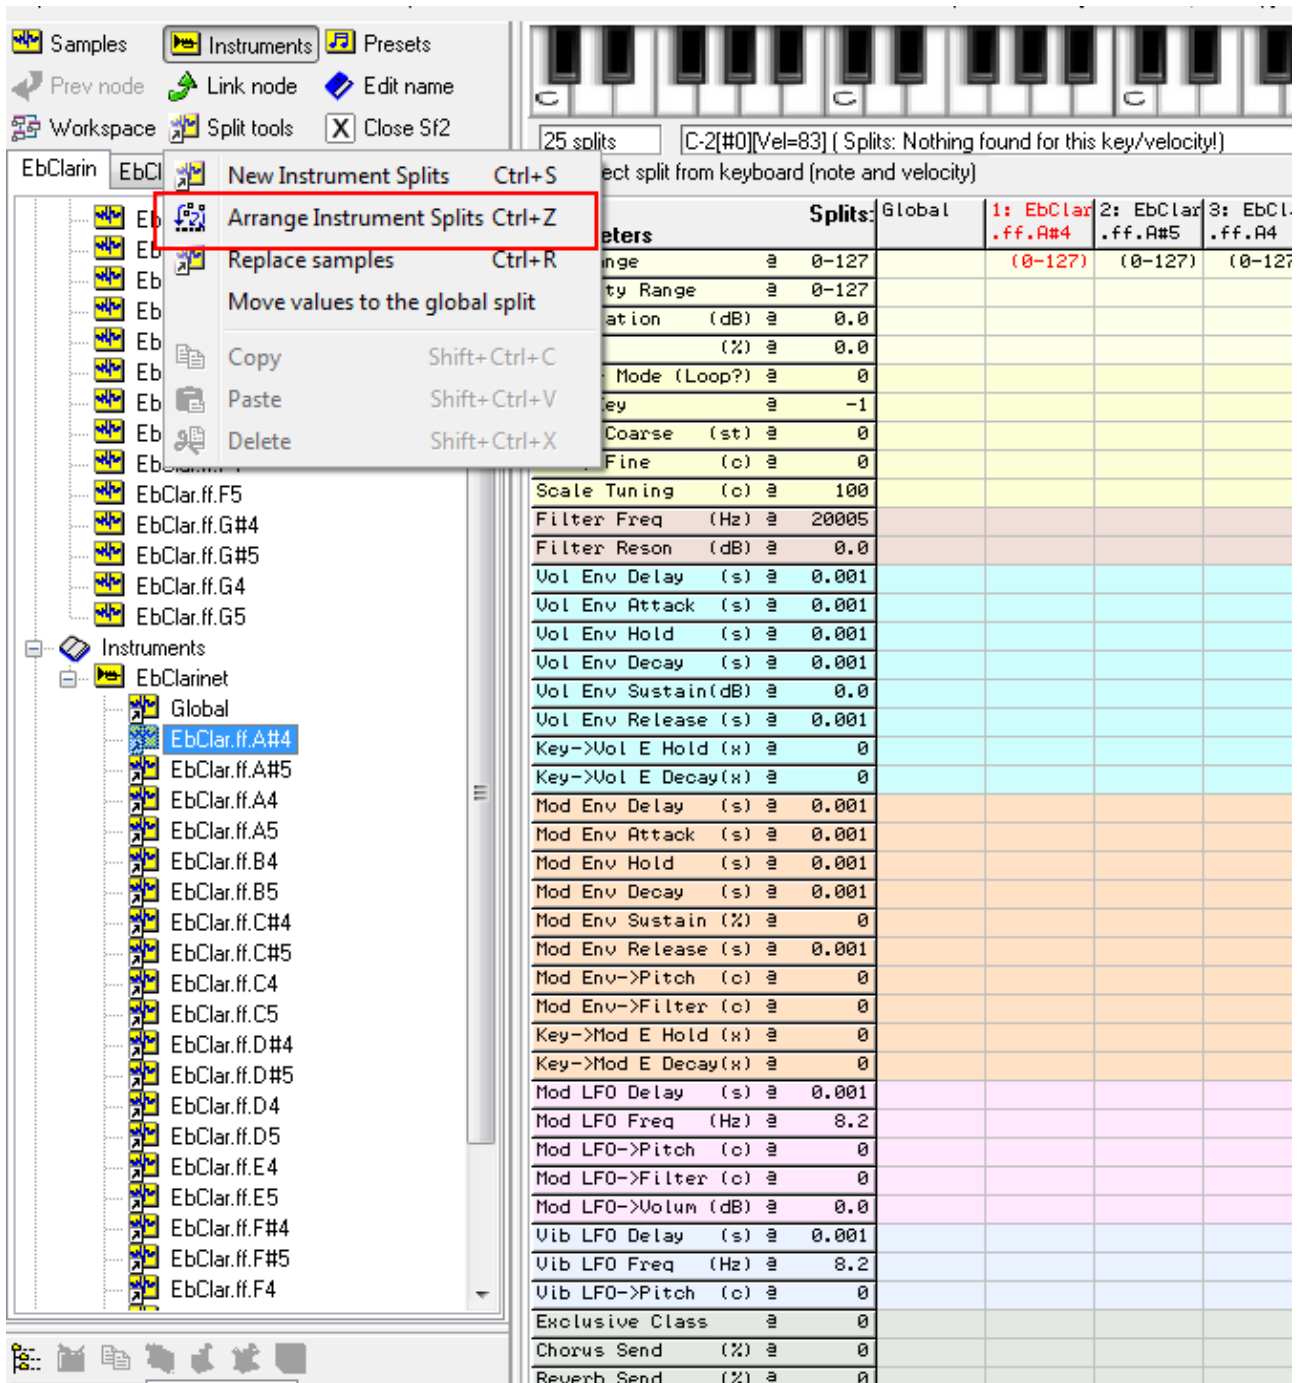 Samples Instruments Presets
Prev node Link node Edit name
Workspace Split tools X Close Sf2
C C C
25 splits C-2[#0][Vel=83] ( Splits: Nothing found for this key/velocity!)
EbClarin EbCl
ect split from keyboard (note and velocity)
New Instrument Splits Ctrl+S
Arrange Instrument Splits Ctrl+Z
Replace samples Ctrl+R
Move values to the global split
Copy Shift+Ctrl+C
Paste Shift+Ctrl+V
Delete Shift+Ctrl+X
Eb
Eb
Eb
Eb
Eb
Eb
Eb
Eb
EbClar.ff.F5
EbClar.ff.G#4
EbClar.ff.G#5
EbClar.ff.G4
EbClar.ff.G5
Instruments
EbClarinet
Global
EbClar.ff.A#4
EbClar.ff.A#5
EbClar.ff.A4
EbClar.ff.A5
EbClar.ff.B4
EbClar.ff.B5
EbClar.ff.C#4
EbClar.ff.C#5
EbClar.ff.C4
EbClar.ff.C5
EbClar.ff.D#4
EbClar.ff.D#5
EbClar.ff.D4
EbClar.ff.D5
EbClar.ff.E4
EbClar.ff.E5
EbClar.ff.F#4
EbClar.ff.F#5
EbClar.ff.F4
Splits: Global 1: EbClar 2: EbClar 3: EbCl
eters .ff.A#4 .ff.A#5 .ff.A4
nge @ 0-127 (0-127) (0-127) (0-127
ty Range @ 0-127
ation (dB) @ 0.0
(%) @ 0.0
Mode (Loop?) @ 0
ey @ -1
Coarse (st) @ 0
Fine (c) @ 0
Scale Tuning (c) @ 100
Filter Freq (Hz) @ 20005
Filter Reson (dB) @ 0.0
Vol Env Delay (s) @ 0.001
Vol Env Attack (s) @ 0.001
Vol Env Hold (s) @ 0.001
Vol Env Decay (s) @ 0.001
Vol Env Sustain(dB) @ 0.0
Vol Env Release (s) @ 0.001
Key->Vol E Hold (x) @ 0
Key->Vol E Decay(x) @ 0
Mod Env Delay (s) @ 0.001
Mod Env Attack (s) @ 0.001
Mod Env Hold (s) @ 0.001
Mod Env Decay (s) @ 0.001
Mod Env Sustain (%) @ 0
Mod Env Release (s) @ 0.001
Mod Env->Pitch (c) @ 0
Mod Env->Filter (c) @ 0
Key->Mod E Hold (x) @ 0
Key->Mod E Decay(x) @ 0
Mod LFO Delay (s) @ 0.001
Mod LFO Freq (Hz) @ 8.2
Mod LFO->Pitch (c) @ 0
Mod LFO->Filter (c) @ 0
Mod LFO->Volum (dB) @ 0.0
Vib LFO Delay (s) @ 0.001
Vib LFO Freq (Hz) @ 8.2
Vib LFO->Pitch (c) @ 0
Exclusive Class @ 0
Chorus Send (%) @ 0
Reverb Send (%) @ 0